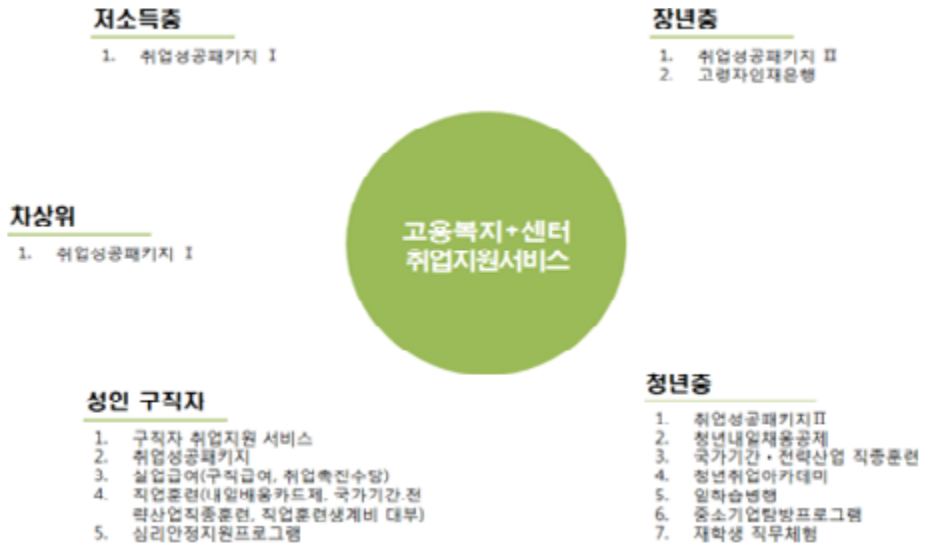 저소득층
1. 취업성공패키지 Ⅰ
장년층
1. 취업성공패키지 Ⅱ
2. 고령자인재은행
차상위
1. 취업성공패키지 Ⅰ
고용복지+센터
취업지원서비스
성인 구직자
1. 구직자 취업지원 서비스
2. 취업성공패키지
3. 실업급여(구직급여, 취업촉진수당)
4. 직업훈련(내일배움카드제, 국가기간.전
략산업직종훈련, 직업훈련생계비 대부)
5. 심리안정지원프로그램
청년층
1. 취업성공패키지Ⅱ
2. 청년내일채움공제
3. 국가기간·전략산업 직종훈련
4. 청년취업아카데미
5. 일학습병행
6. 중소기업탐방프로그램
7. 재학생 직무체험